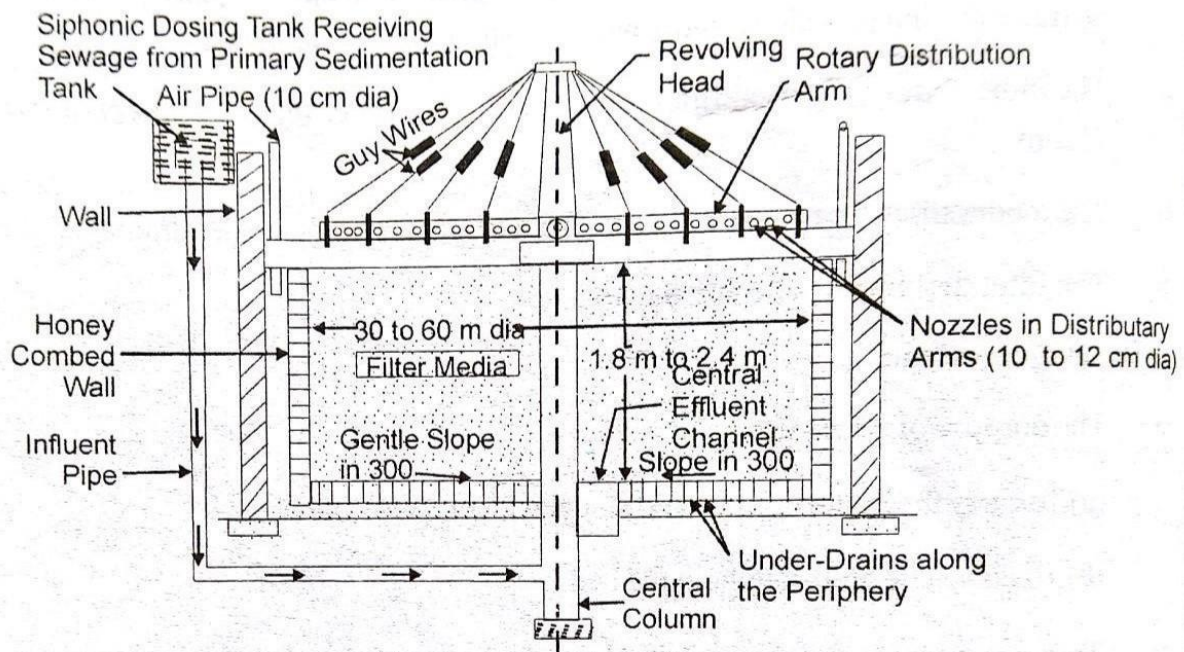 Siphonic Dosing Tank Receiving
Sewage from Primary Sedimentation
Tank
Air Pipe (10 cm dia)
Guy Wires
Revolving
Head
Rotary Distribution
Arm
Wall
Honey
Combed
Wall
30 to 60 m dia
Filter Media
1.8 m to 2.4 m
Central
Effluent
Channel
Nozzles in Distributary
Arms (10 to 12 cm dia)
Gentle Slope
in 300
Slope in 300
Influent
Pipe
Under-Drains along
the Periphery
Central
Column